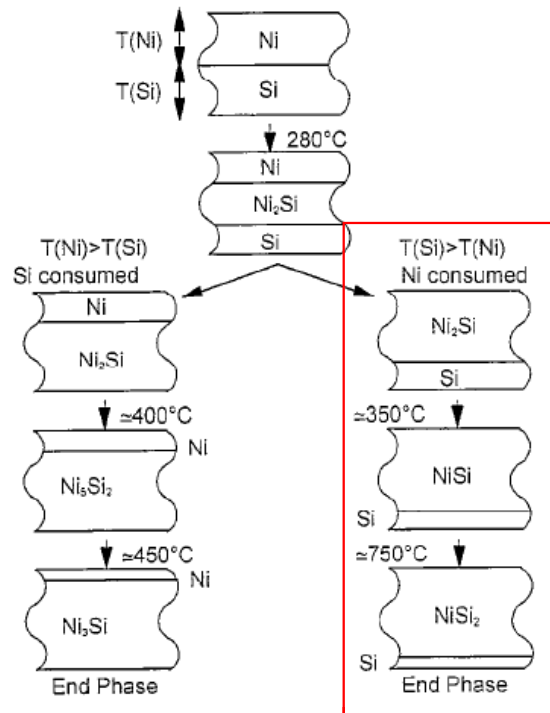 T(Ni)
Ni
T(Si)
Si
280°C
Ni
Ni₂Si
Si
T(Ni)>T(Si)
Si consumed
T(Si)>T(Ni)
Ni consumed
Ni
Ni₂Si
Ni₂Si
Si
≃400°C
≃350°C
Ni
Ni₅Si₂
NiSi
Si
≃450°C
≃750°C
Ni
Ni₃Si
NiSi₂
Si
End Phase
End Phase